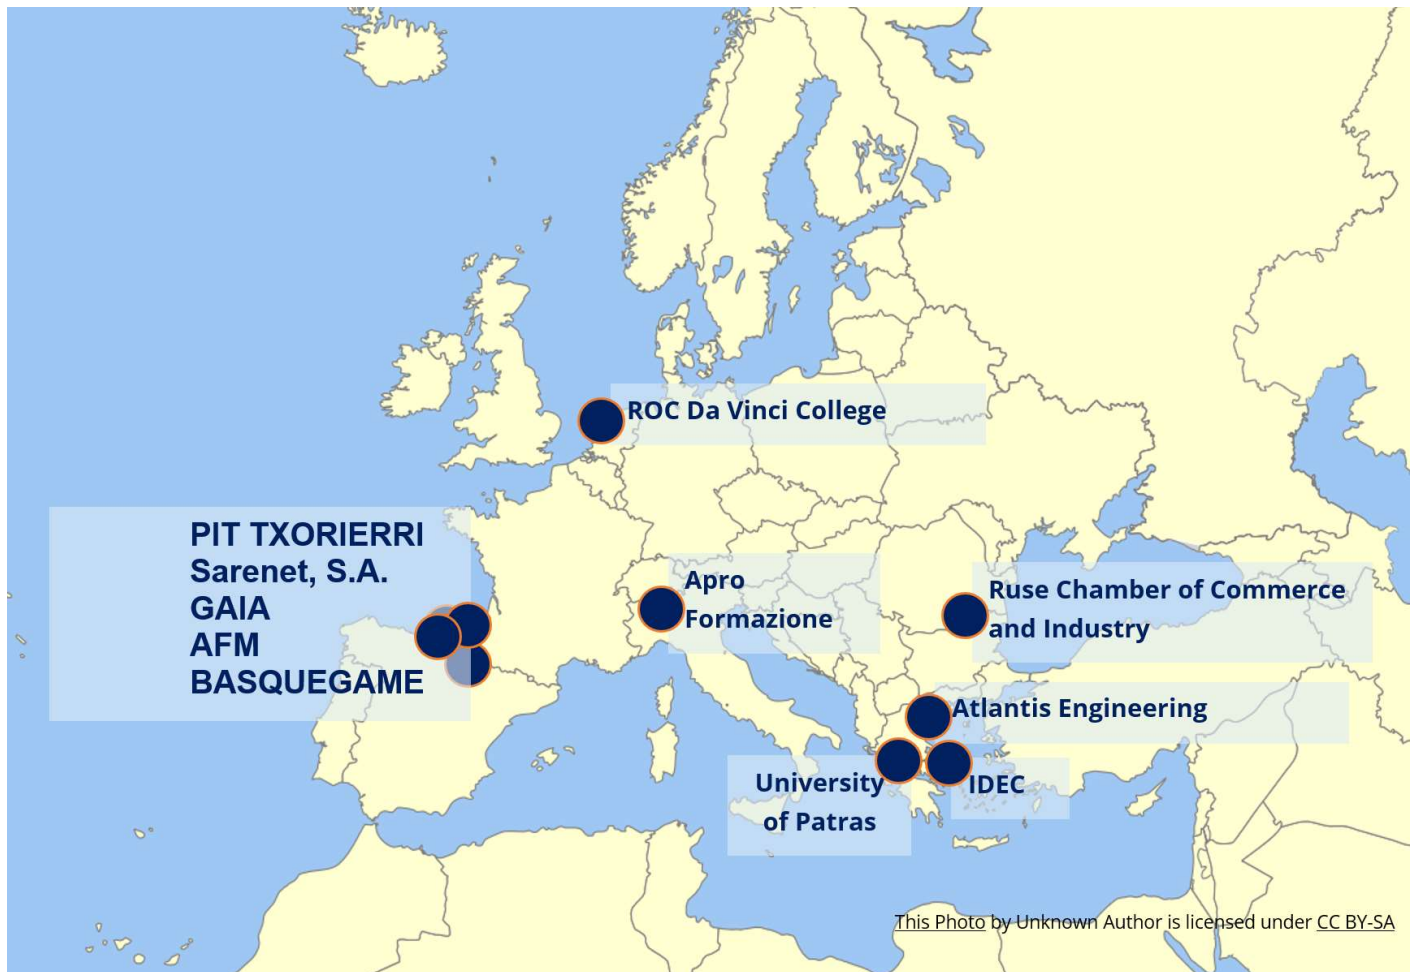 ROC Da Vinci College
PIT TXORIERRI
Sarenet, S.A.
GAIA
AFM
BASQUEGAME
Apro
Formazione
Ruse Chamber of Commerce
and Industry
Atlantis Engineering
University
of Patras
IDEC
This Photo by Unknown Author is licensed under CC BY-SA